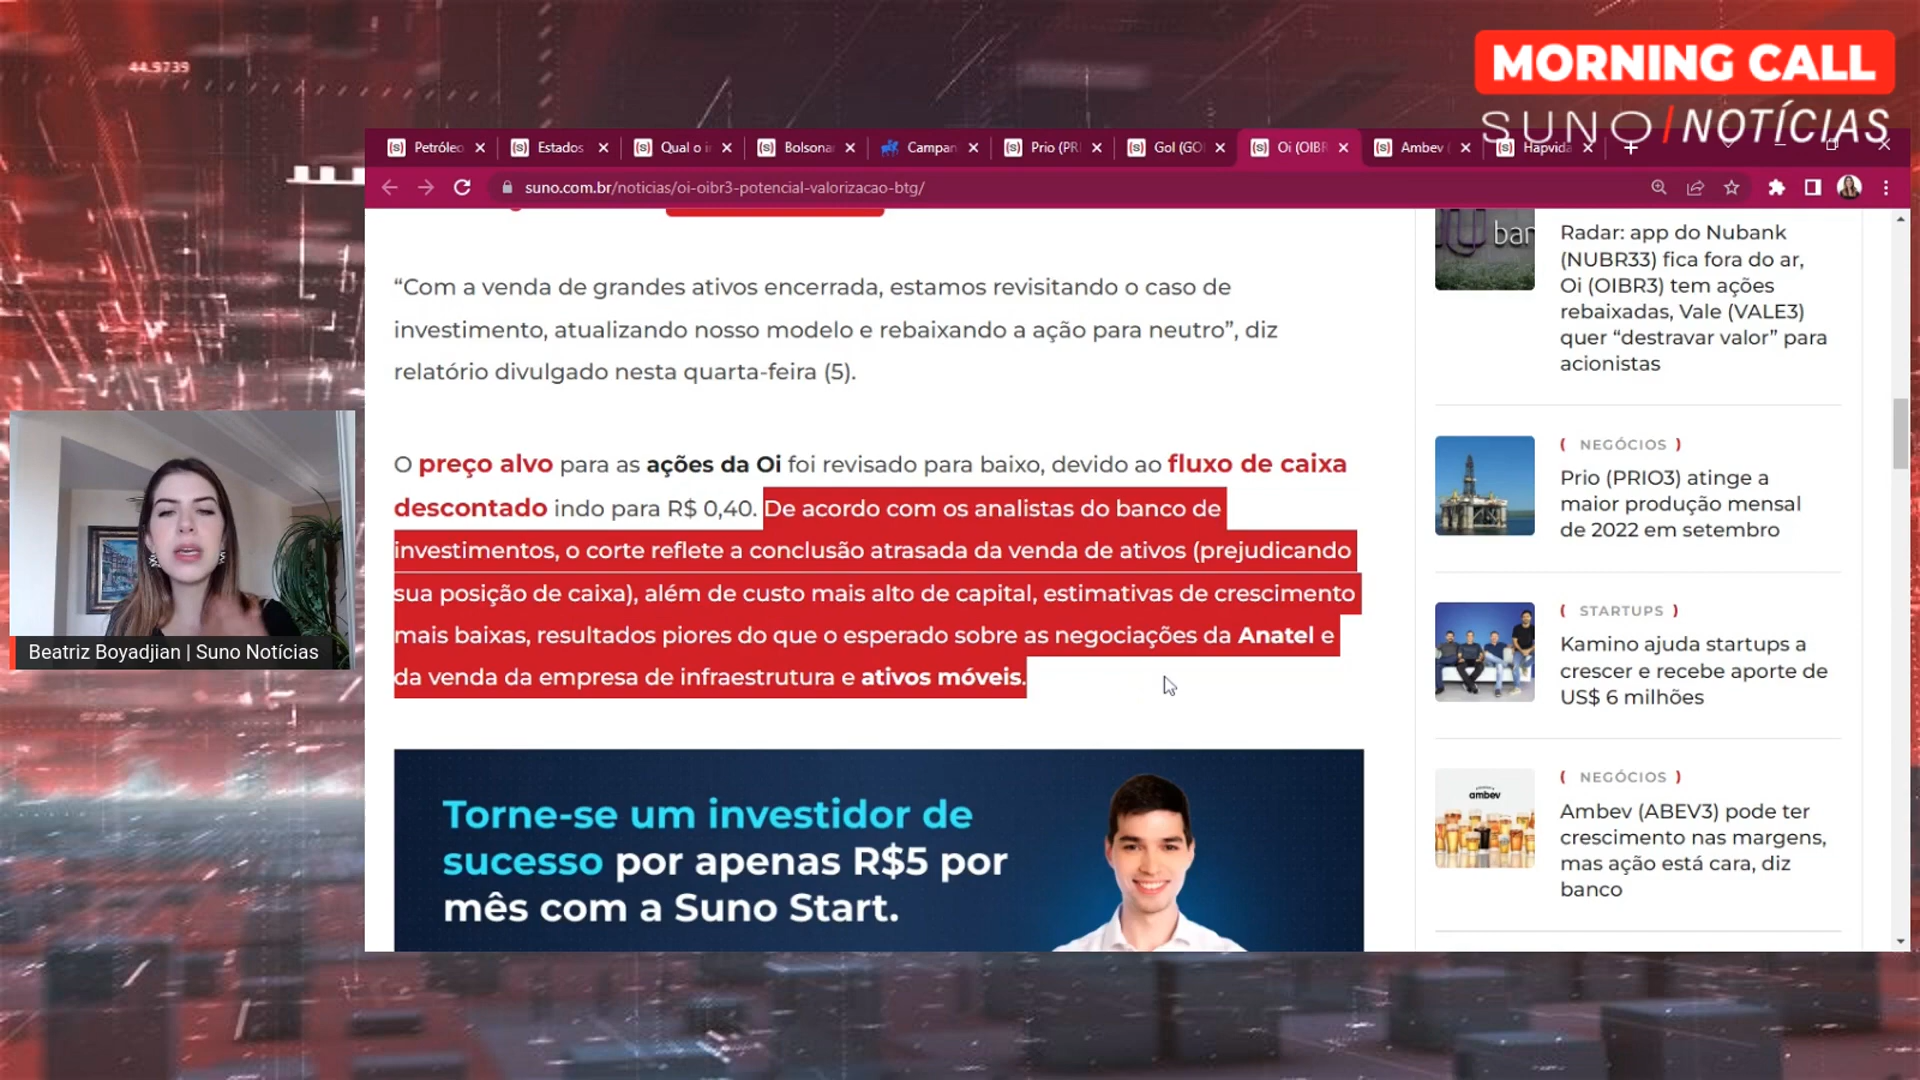 44.9739
MORNING CALL
SUNO/NOTÍCIAS
Petróleo
Estados
Qual o i
Bolsona
Campan
Prio (PR
Gol (GO
Oi (OIBR
Ambev (
Hapvida
suno.com.br/noticias/oi-oibr3-potencial-valorizacao-btg/
“Com a venda de grandes ativos encerrada, estamos revisitando o caso de
investimento, atualizando nosso modelo e rebaixando a ação para neutro”, diz
relatório divulgado nesta quarta-feira (5).
O preço alvo para as ações da Oi foi revisado para baixo, devido ao fluxo de caixa
descontado indo para R$ 0,40. De acordo com os analistas do banco de
investimentos, o corte reflete a conclusão atrasada da venda de ativos (prejudicando
sua posição de caixa), além de custo mais alto de capital, estimativas de crescimento
mais baixas, resultados piores do que o esperado sobre as negociações da Anatel e
da venda da empresa de infraestrutura e ativos móveis.
Torne-se um investidor de
sucesso por apenas R$5 por
mês com a Suno Start.
Radar: app do Nubank
(NUBR33) fica fora do ar,
Oi (OIBR3) tem ações
rebaixadas, Vale (VALE3)
quer “destravar valor” para
acionistas
( NEGÓCIOS )
Prio (PRIO3) atinge a
maior produção mensal
de 2022 em setembro
( STARTUPS )
Kamino ajuda startups a
crescer e recebe aporte de
US$ 6 milhões
( NEGÓCIOS )
ambev
Ambev (ABEV3) pode ter
crescimento nas margens,
mas ação está cara, diz
banco
Beatriz Boyadjian | Suno Notícias